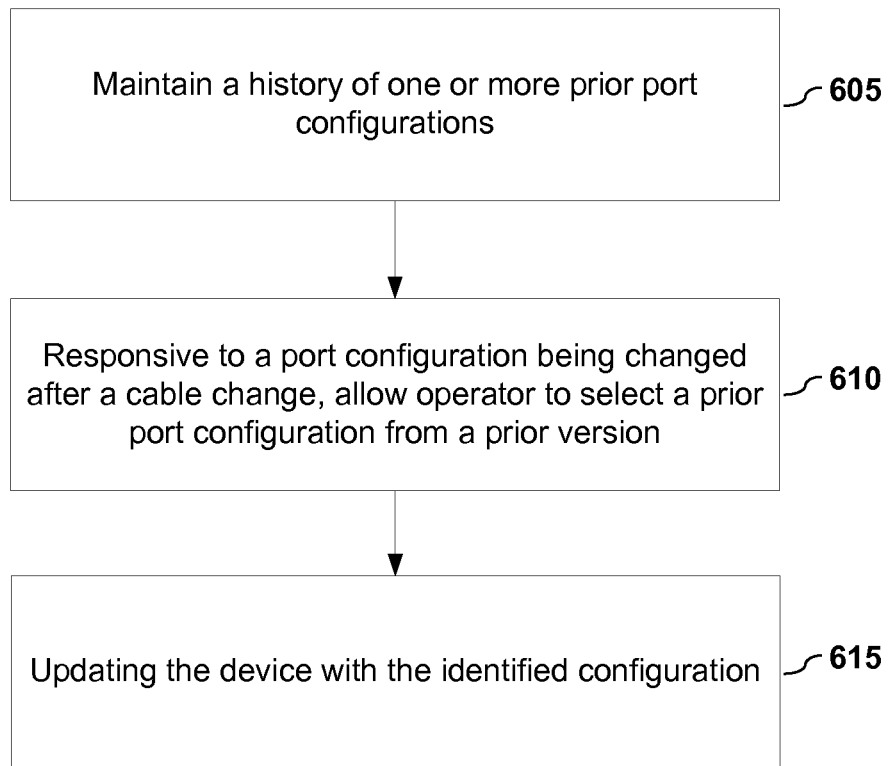 Maintain a history of one or more prior port
configurations
605
Responsive to a port configuration being changed
after a cable change, allow operator to select a prior
port configuration from a prior version
610
Updating the device with the identified configuration
615